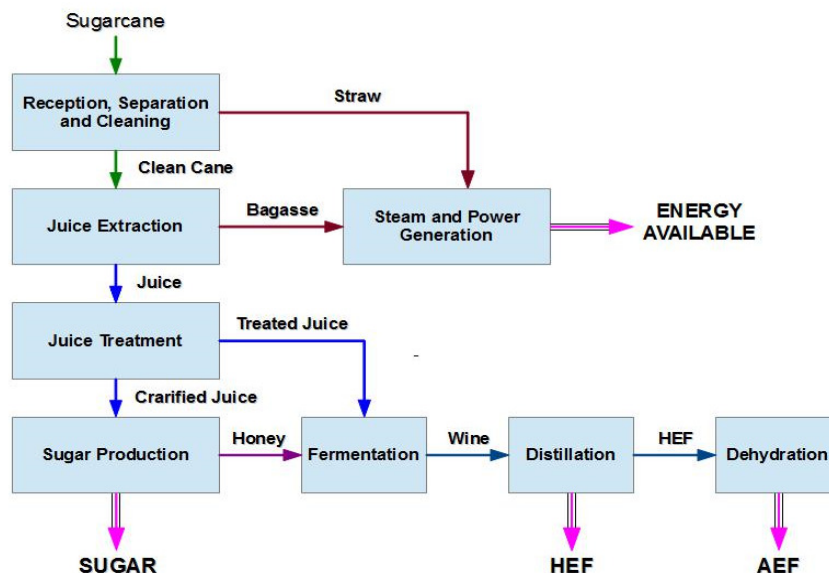 Sugarcane
Reception, Separation
and Cleaning
Straw
Clean Cane
Juice Extraction
Bagasse
Steam and Power
Generation
ENERGY
AVAILABLE
Juice
Juice Treatment
Treated Juice
Crarified Juice
Sugar Production
Honey
Fermentation
Wine
Distillation
HEF
Dehydration
SUGAR
HEF
AEF